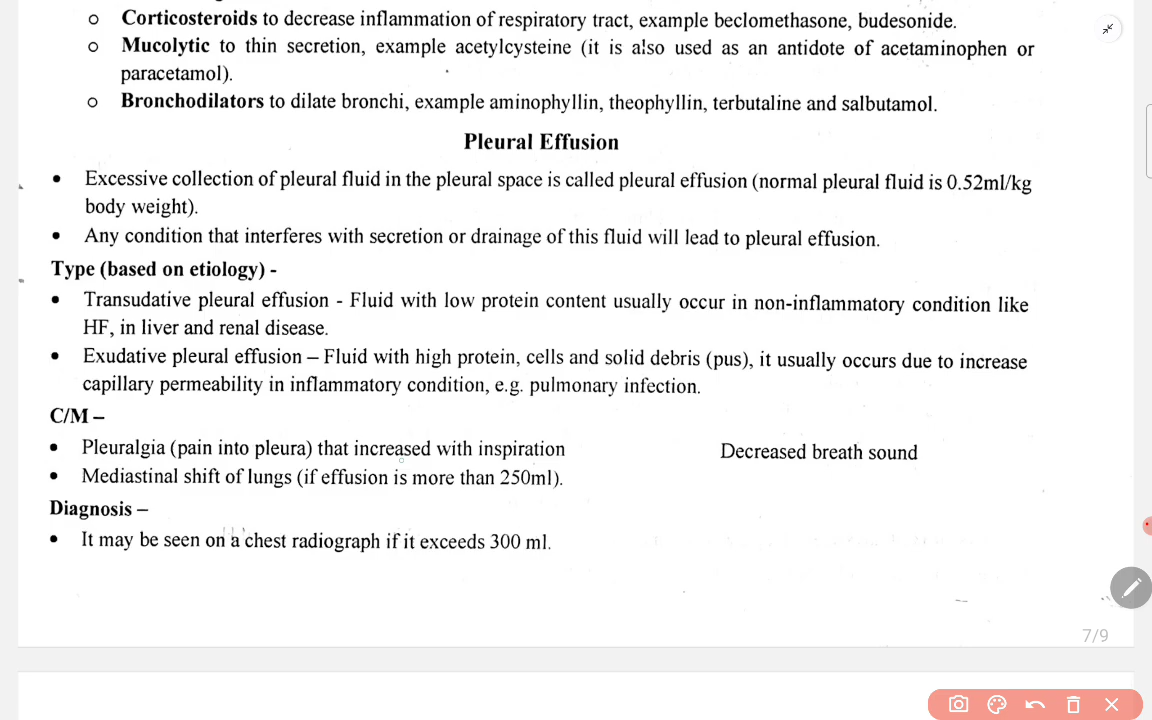 o Corticosteroids to decrease inflammation of respiratory tract, example beclomethasone, budesonide.
o Mucolytic to thin secretion, example acetylcysteine (it is also used as an antidote of acetaminophen or
paracetamol).
o Bronchodilators to dilate bronchi, example aminophyllin, theophyllin, terbutaline and salbutamol.
Pleural Effusion
• Excessive collection of pleural fluid in the pleural space is called pleural effusion (normal pleural fluid is 0.52ml/kg
body weight).
• Any condition that interferes with secretion or drainage of this fluid will lead to pleural effusion.
Type (based on etiology) -
• Transudative pleural effusion - Fluid with low protein content usually occur in non-inflammatory condition like
HF, in liver and renal disease.
• Exudative pleural effusion – Fluid with high protein, cells and solid debris (pus), it usually occurs due to increase
capillary permeability in inflammatory condition, e.g. pulmonary infection.
C/M –
• Pleuralgia (pain into pleura) that increased with inspiration Decreased breath sound
• Mediastinal shift of lungs (if effusion is more than 250ml).
Diagnosis –
• It may be seen on a chest radiograph if it exceeds 300 ml.
7/9